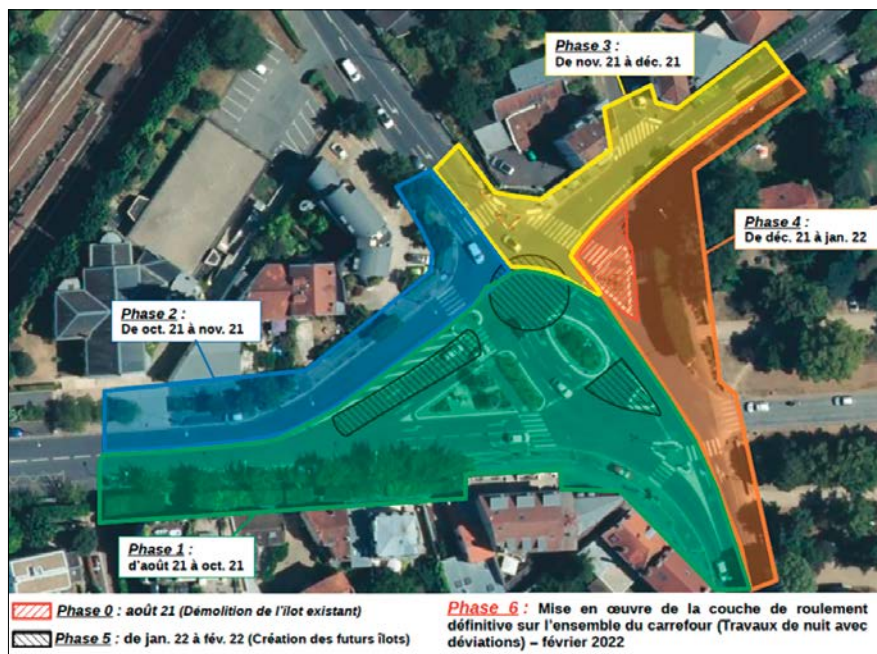 Phase 3 :
De nov. 21 à déc. 21
Phase 4 :
De déc. 21 à jan. 22
Phase 2 :
De oct. 21 à nov. 21
Phase 1 :
d'août 21 à oct. 21
Phase 0 : août 21 (Démolition de l'îlot existant)
Phase 5 : de jan. 22 à fév. 22 (Création des futurs îlots)
Phase 6 : Mise en œuvre de la couche de roulement
définitive sur l'ensemble du carrefour (Travaux de nuit avec
déviations) – février 2022